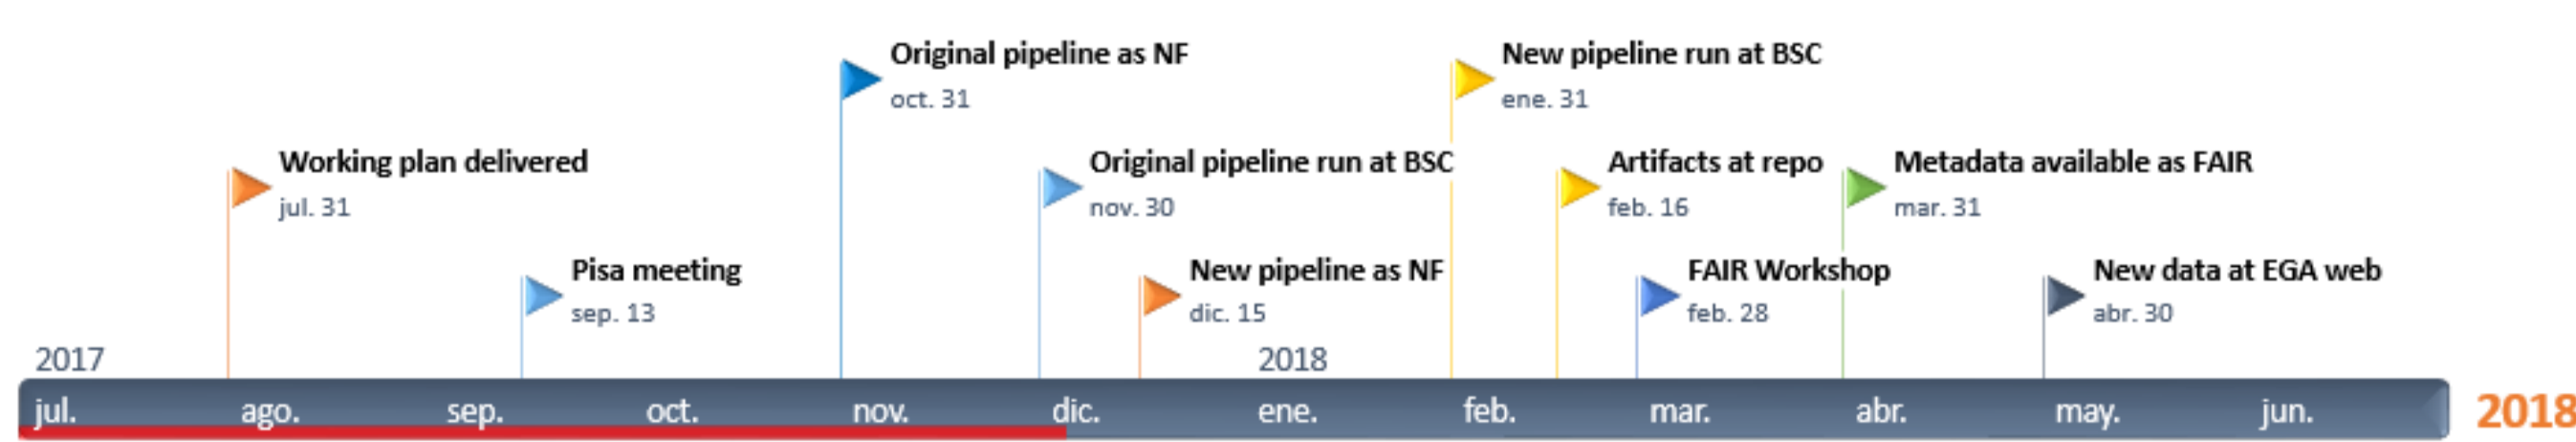 Original pipeline as NF
oct. 31
New pipeline run at BSC
ene. 31
Working plan delivered
jul. 31
Original pipeline run at BSC
nov. 30
Artifacts at repo
feb. 16
Metadata available as FAIR
mar. 31
Pisa meeting
sep. 13
New pipeline as NF
dic. 15
FAIR Workshop
feb. 28
New data at EGA web
abr. 30
2017
2018
jul. ago. sep. oct. nov. dic. ene. feb. mar. abr. may. jun.
2018